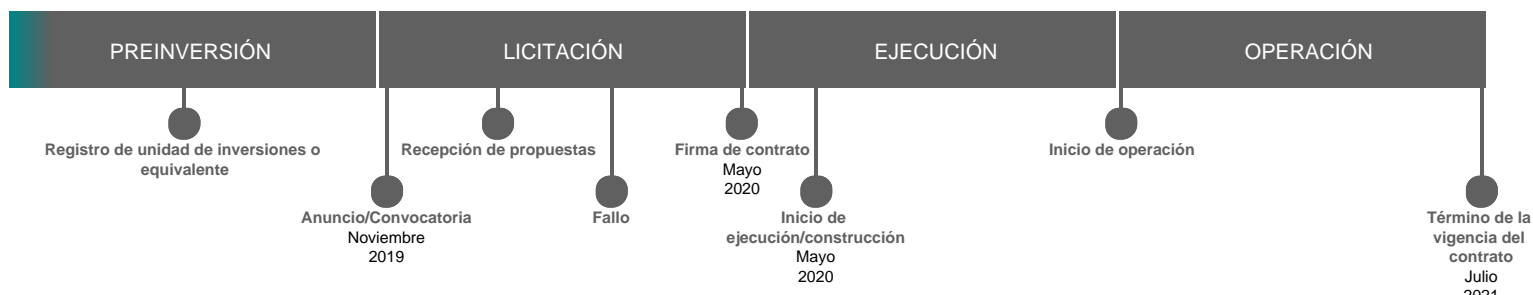 PREINVERSIÓN
LICITACIÓN
EJECUCIÓN
OPERACIÓN
Registro de unidad de inversiones o
equivalente
Anuncio/Convocatoria
Noviembre
2019
Recepción de propuestas
Fallo
Firma de contrato
Mayo
2020
Inicio de
ejecución/construcción
Mayo
2020
Inicio de operación
Término de la
vigencia del
contrato
Julio
2021